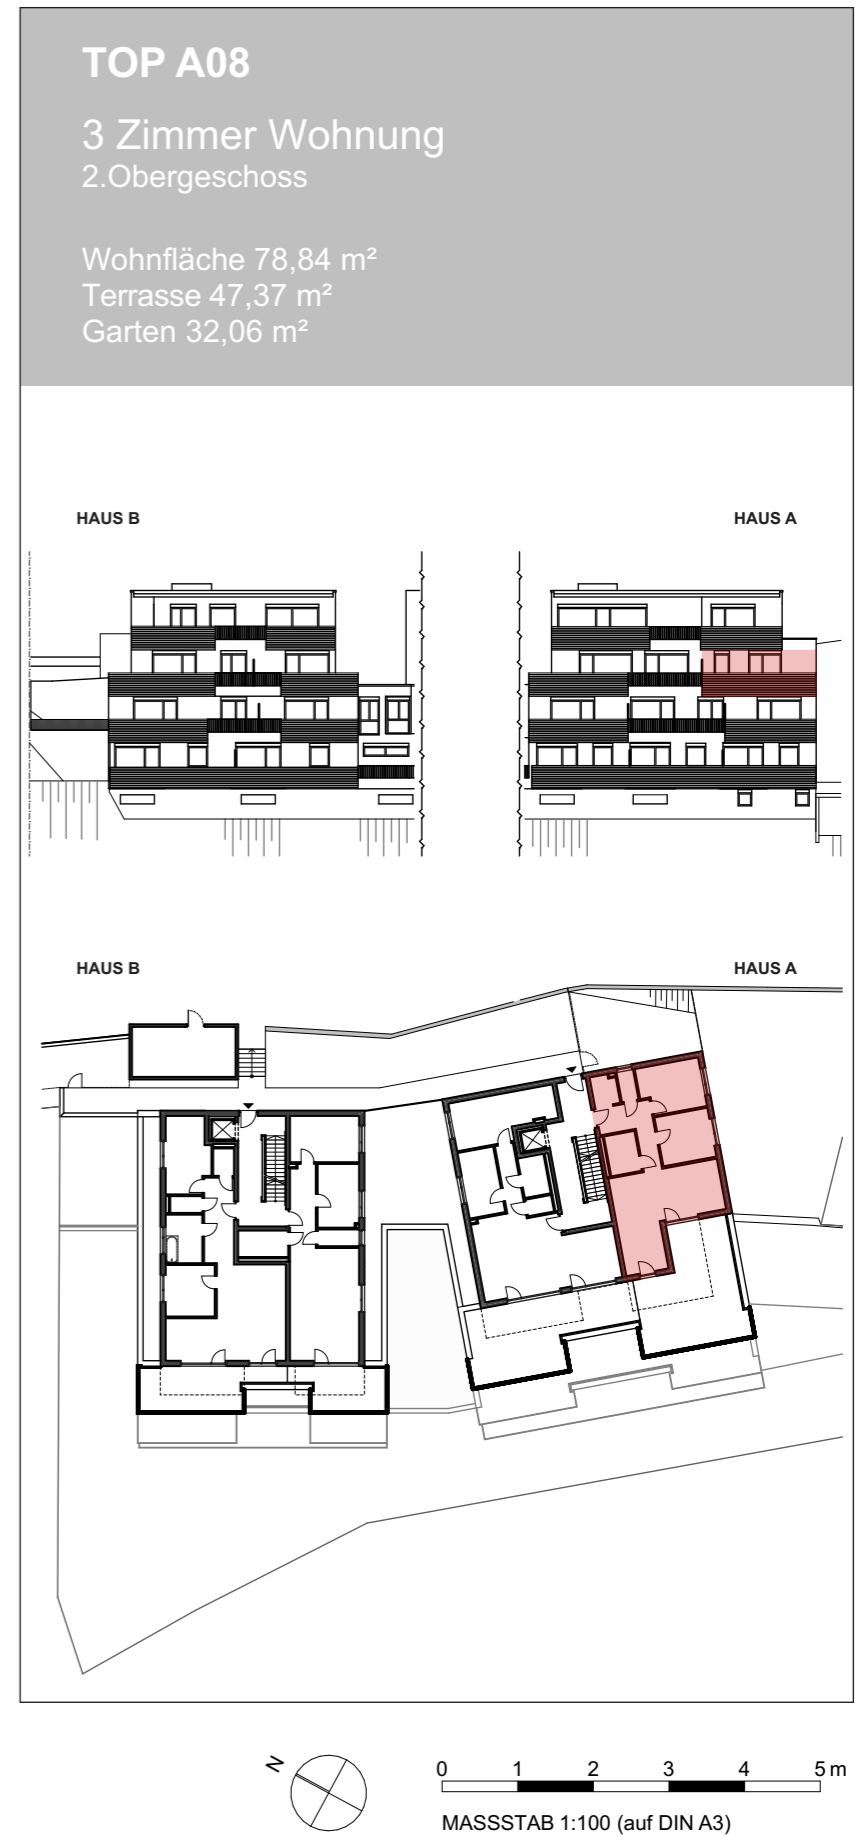 TOP A08
3 Zimmer Wohnung
2.Obergeschoss
Wohnfläche 78,84 m²
Terrasse 47,37 m²
Garten 32,06 m²
HAUS B HAUS A
HAUS B HAUS A
N
0 1 2 3 4 5 m
MASSSTAB 1:100 (auf DIN A3)